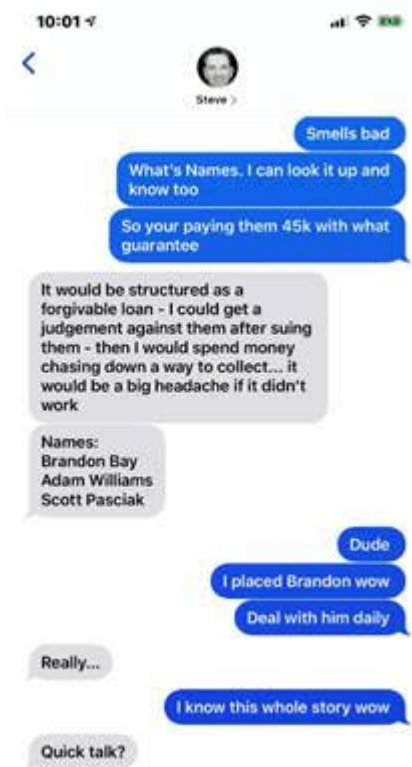 10:01
Steve >
Smells bad
What's Names. I can look it up and
know too
So your paying them 45k with what
guarantee
It would be structured as a
forgivable loan - I could get a
judgement against them after suing
them - then I would spend money
chasing down a way to collect... it
would be a big headache if it didn't
work
Names:
Brandon Bay
Adam Williams
Scott Pasciak
Dude
I placed Brandon wow
Deal with him daily
Really...
I know this whole story wow
Quick talk?